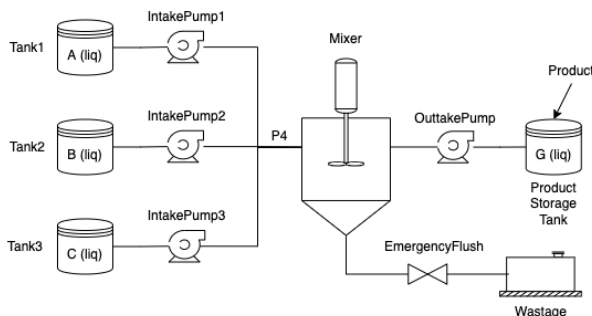 IntakePump1
Tank1
A (liq)
Mixer
Product
IntakePump2
Tank2
B (liq)
P4
OuttakePump
G (liq)
Product
Storage
Tank
IntakePump3
Tank3
C (liq)
EmergencyFlush
Wastage